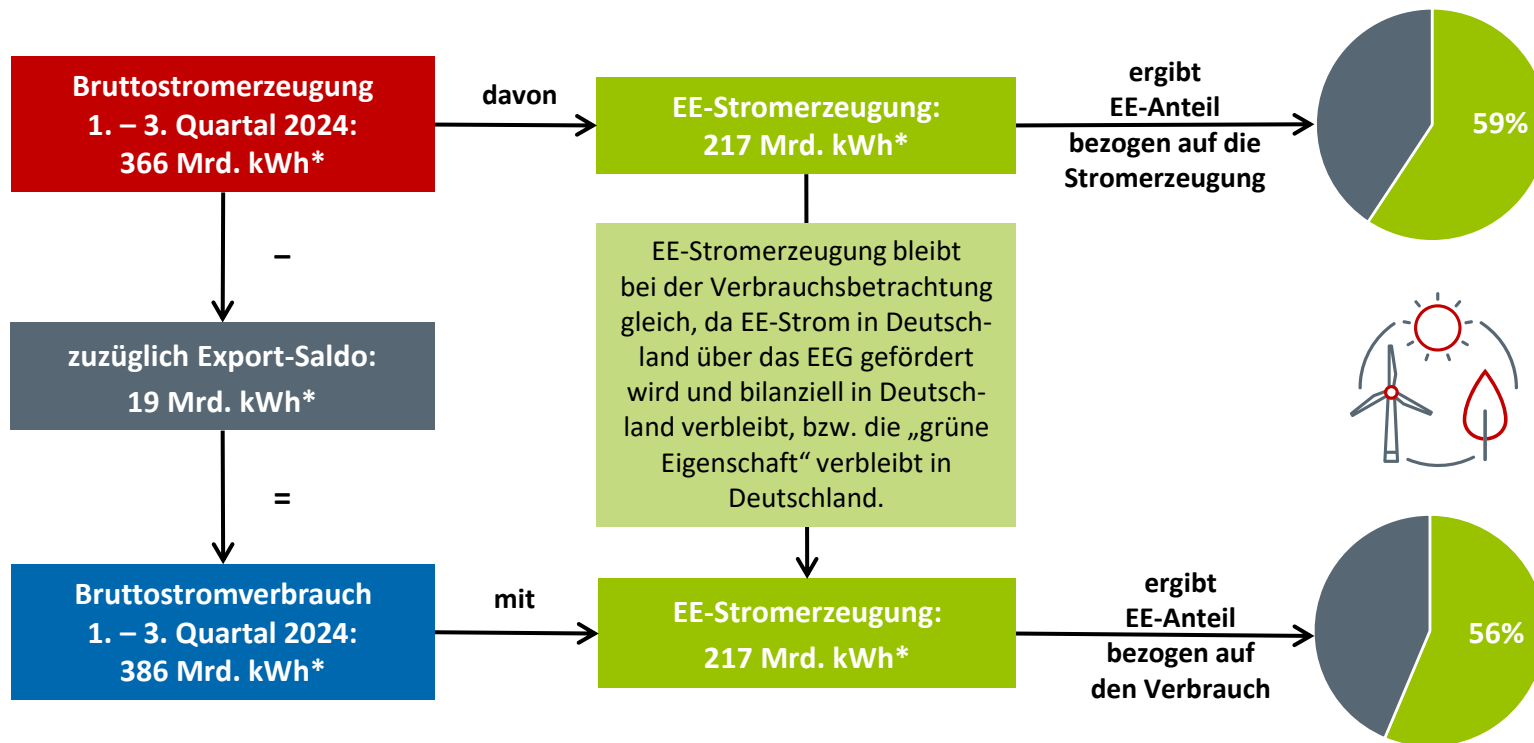 Bruttostromerzeugung
1. – 3. Quartal 2024:
366 Mrd. kWh*
davon
EE-Stromerzeugung:
217 Mrd. kWh*
ergibt
EE-Anteil
bezogen auf die
Stromerzeugung
59%
–
zuzüglich Export-Saldo:
19 Mrd. kWh*
=
EE-Stromerzeugung bleibt
bei der Verbrauchsbetrachtung
gleich, da EE-Strom in Deutsch-
land über das EEG gefördert
wird und bilanziell in Deutsch-
land verbleibt, bzw. die „grüne
Eigenschaft“ verbleibt in
Deutschland.
Bruttostromverbrauch
1. – 3. Quartal 2024:
386 Mrd. kWh*
mit
EE-Stromerzeugung:
217 Mrd. kWh*
ergibt
EE-Anteil
bezogen auf
den Verbrauch
56%